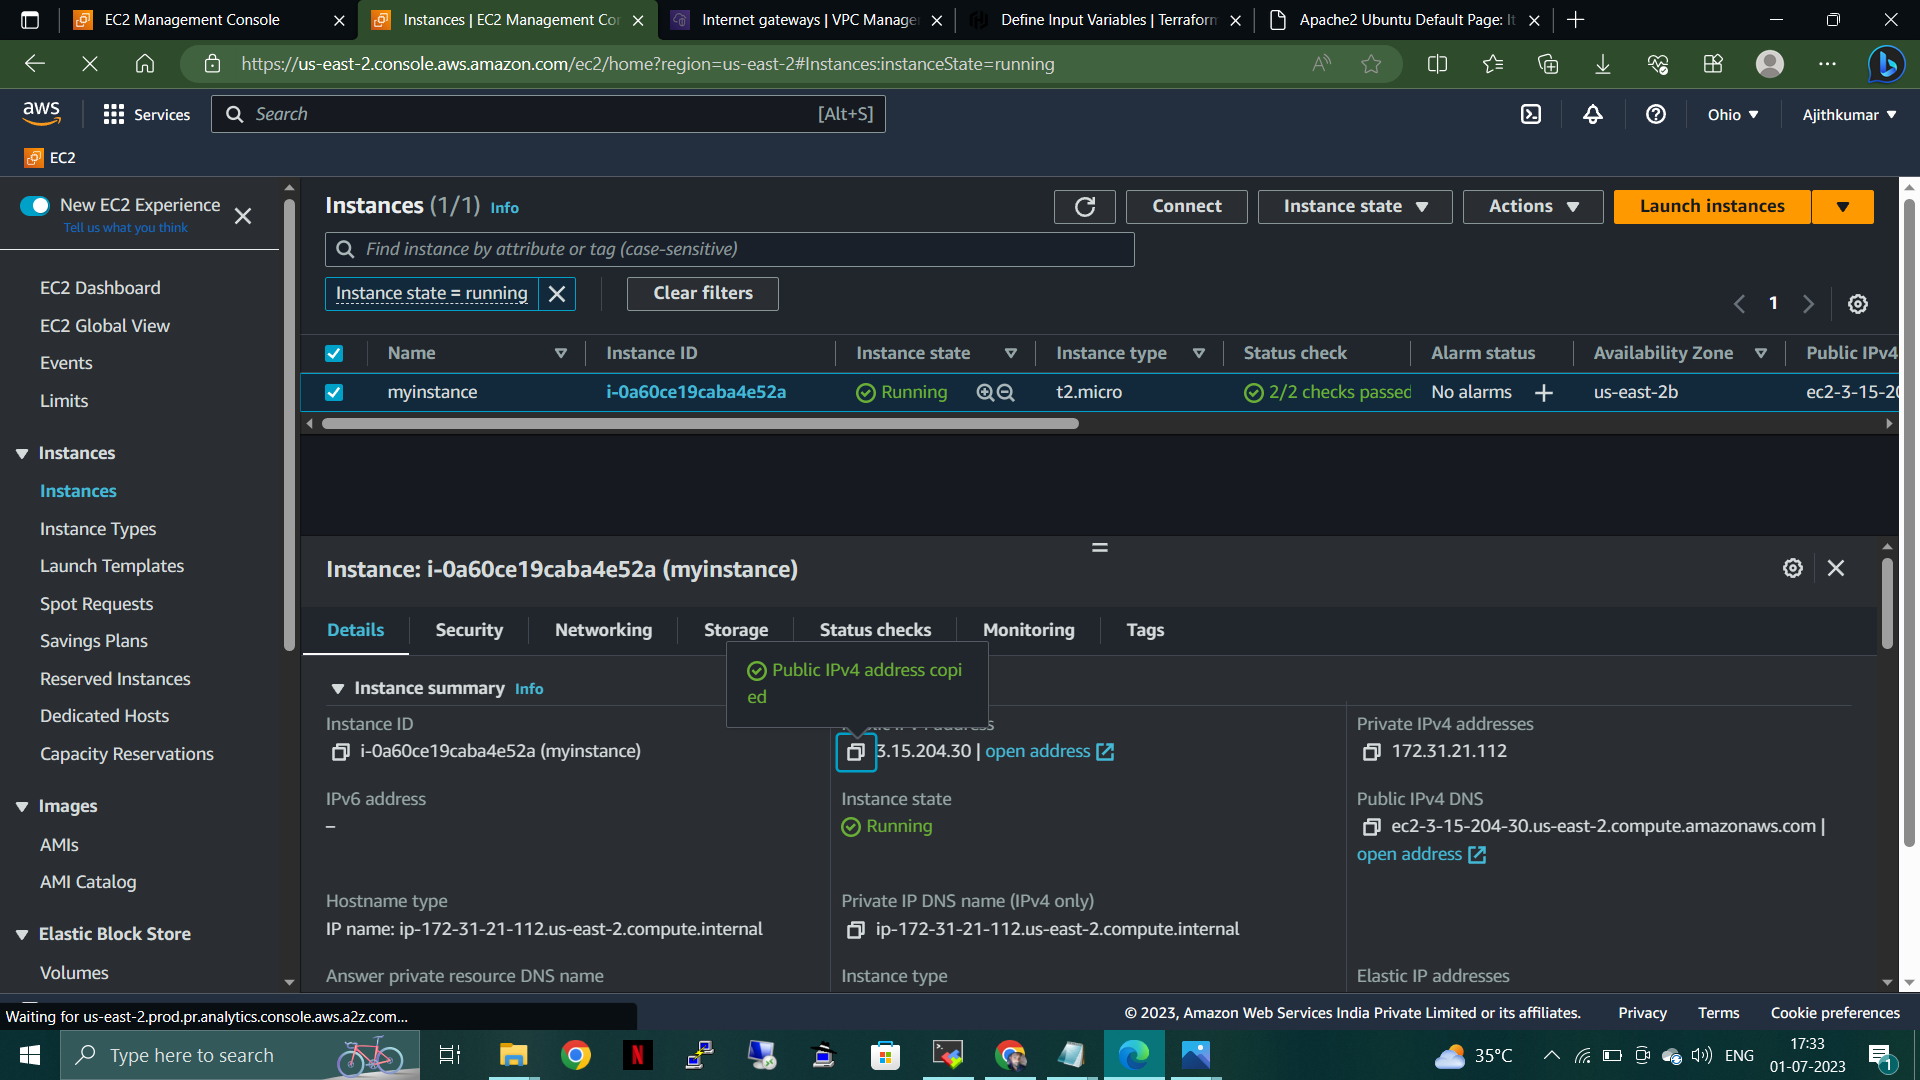 EC2 Management Console
Instances | EC2 Management Con
Internet gateways | VPC Manage
Define Input Variables | Terraform
Apache2 Ubuntu Default Page: It
https://us-east-2.console.aws.amazon.com/ec2/home?region=us-east-2#Instances:instanceState=running
aws
Services
Search
[Alt+S]
Ohio
Ajithkumar
EC2
New EC2 Experience
Tell us what you think
EC2 Dashboard
EC2 Global View
Events
Limits
Instances
Instances
Instance Types
Launch Templates
Spot Requests
Savings Plans
Reserved Instances
Dedicated Hosts
Capacity Reservations
Images
AMIs
AMI Catalog
Elastic Block Store
Volumes
Instances (1/1) Info
Connect
Instance state
Actions
Launch instances
Find instance by attribute or tag (case-sensitive)
Instance state = running
Clear filters
1
Name Instance ID Instance state Instance type Status check Alarm status Availability Zone Public IPv4
myinstance i-0a60ce19caba4e52a Running t2.micro 2/2 checks passed No alarms us-east-2b ec2-3-15-20
Instance: i-0a60ce19caba4e52a (myinstance)
Details Security Networking Storage Status checks Monitoring Tags
Public IPv4 address copi
ed
Instance summary Info
Instance ID
i-0a60ce19caba4e52a (myinstance)
3.15.204.30 | open address
Private IPv4 addresses
172.31.21.112
IPv6 address
–
Instance state
Running
Public IPv4 DNS
ec2-3-15-204-30.us-east-2.compute.amazonaws.com |
open address
Hostname type
IP name: ip-172-31-21-112.us-east-2.compute.internal
Private IP DNS name (IPv4 only)
ip-172-31-21-112.us-east-2.compute.internal
Answer private resource DNS name
Instance type
Elastic IP addresses
Waiting for us-east-2.prod.pr.analytics.console.aws.a2z.com...
© 2023, Amazon Web Services India Private Limited or its affiliates.
Privacy
Terms
Cookie preferences
Type here to search
35°C
ENG
17:33
01-07-2023
1